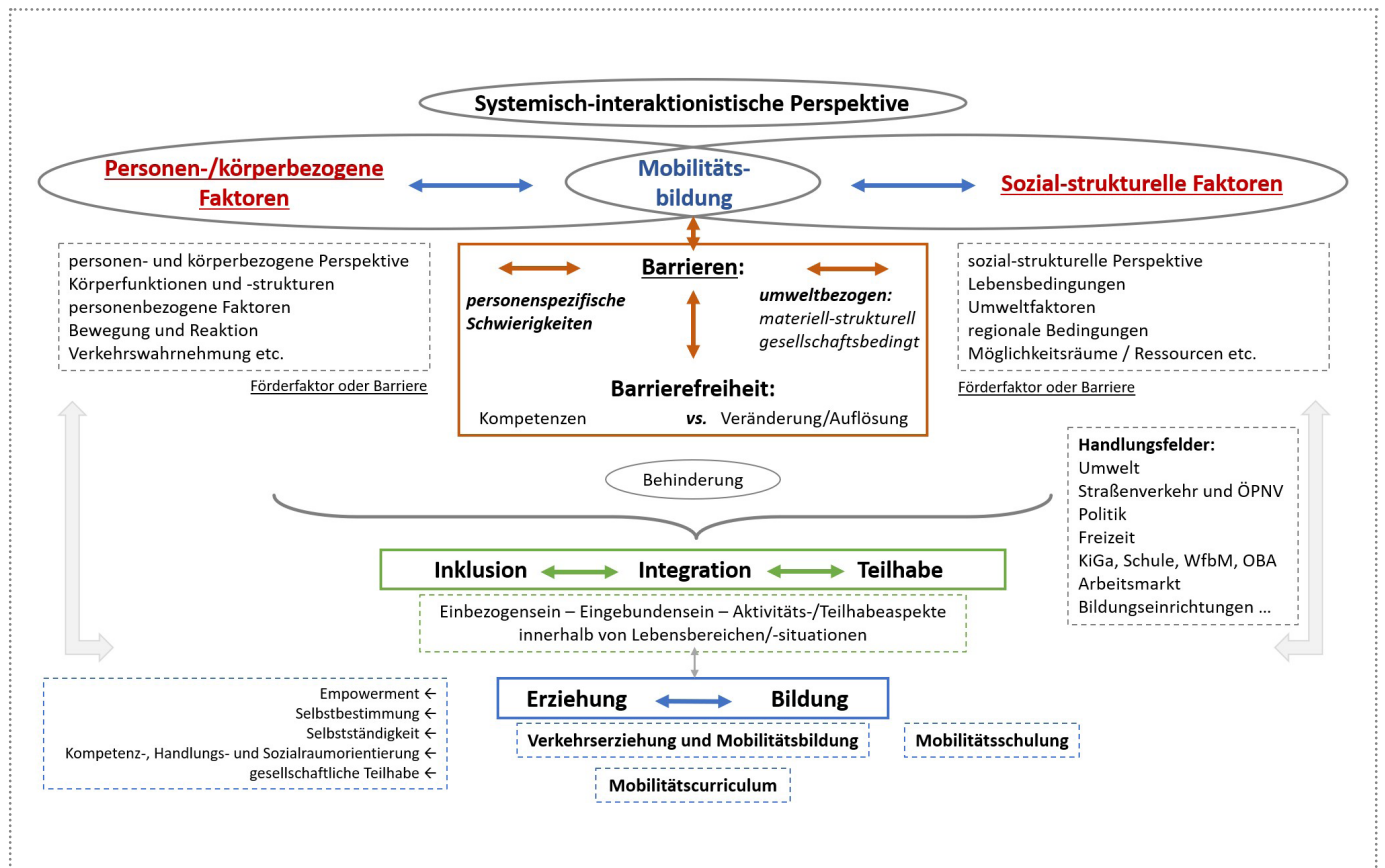 Systemisch-interaktionistische Perspektive
Personen-/körperbezogene
Faktoren
Mobilitäts-
bildung
Sozial-strukturelle Faktoren
personen- und körperbezogene Perspektive
Körperfunktionen und -strukturen
personenbezogene Faktoren
Bewegung und Reaktion
Verkehrswahrnehmung etc.
Förderfaktor oder Barriere
Barrieren:
personenspezifische
Schwierigkeiten
umweltbezogen:
materiell-strukturell
gesellschaftsbedingt
Barrierefreiheit:
Kompetenzen vs. Veränderung/Auflösung
sozial-strukturelle Perspektive
Lebensbedingungen
Umweltfaktoren
regionale Bedingungen
Möglichkeitsräume / Ressourcen etc.
Förderfaktor oder Barriere
Handlungsfelder:
Umwelt
Straßenverkehr und ÖPNV
Politik
Freizeit
KiGa, Schule, WfbM, OBA
Arbeitsmarkt
Bildungseinrichtungen ...
Behinderung
Inklusion Integration Teilhabe
Einbezogensein – Eingebundensein – Aktivitäts-/Teilhabeaspekte
innerhalb von Lebensbereichen/-situationen
Empowerment ←
Selbstbestimmung ←
Selbstständigkeit ←
Kompetenz-, Handlungs- und Sozialraumorientierung ←
gesellschaftliche Teilhabe ←
Erziehung Bildung
Verkehrserziehung und Mobilitätsbildung
Mobilitätsschulung
Mobilitätscurriculum